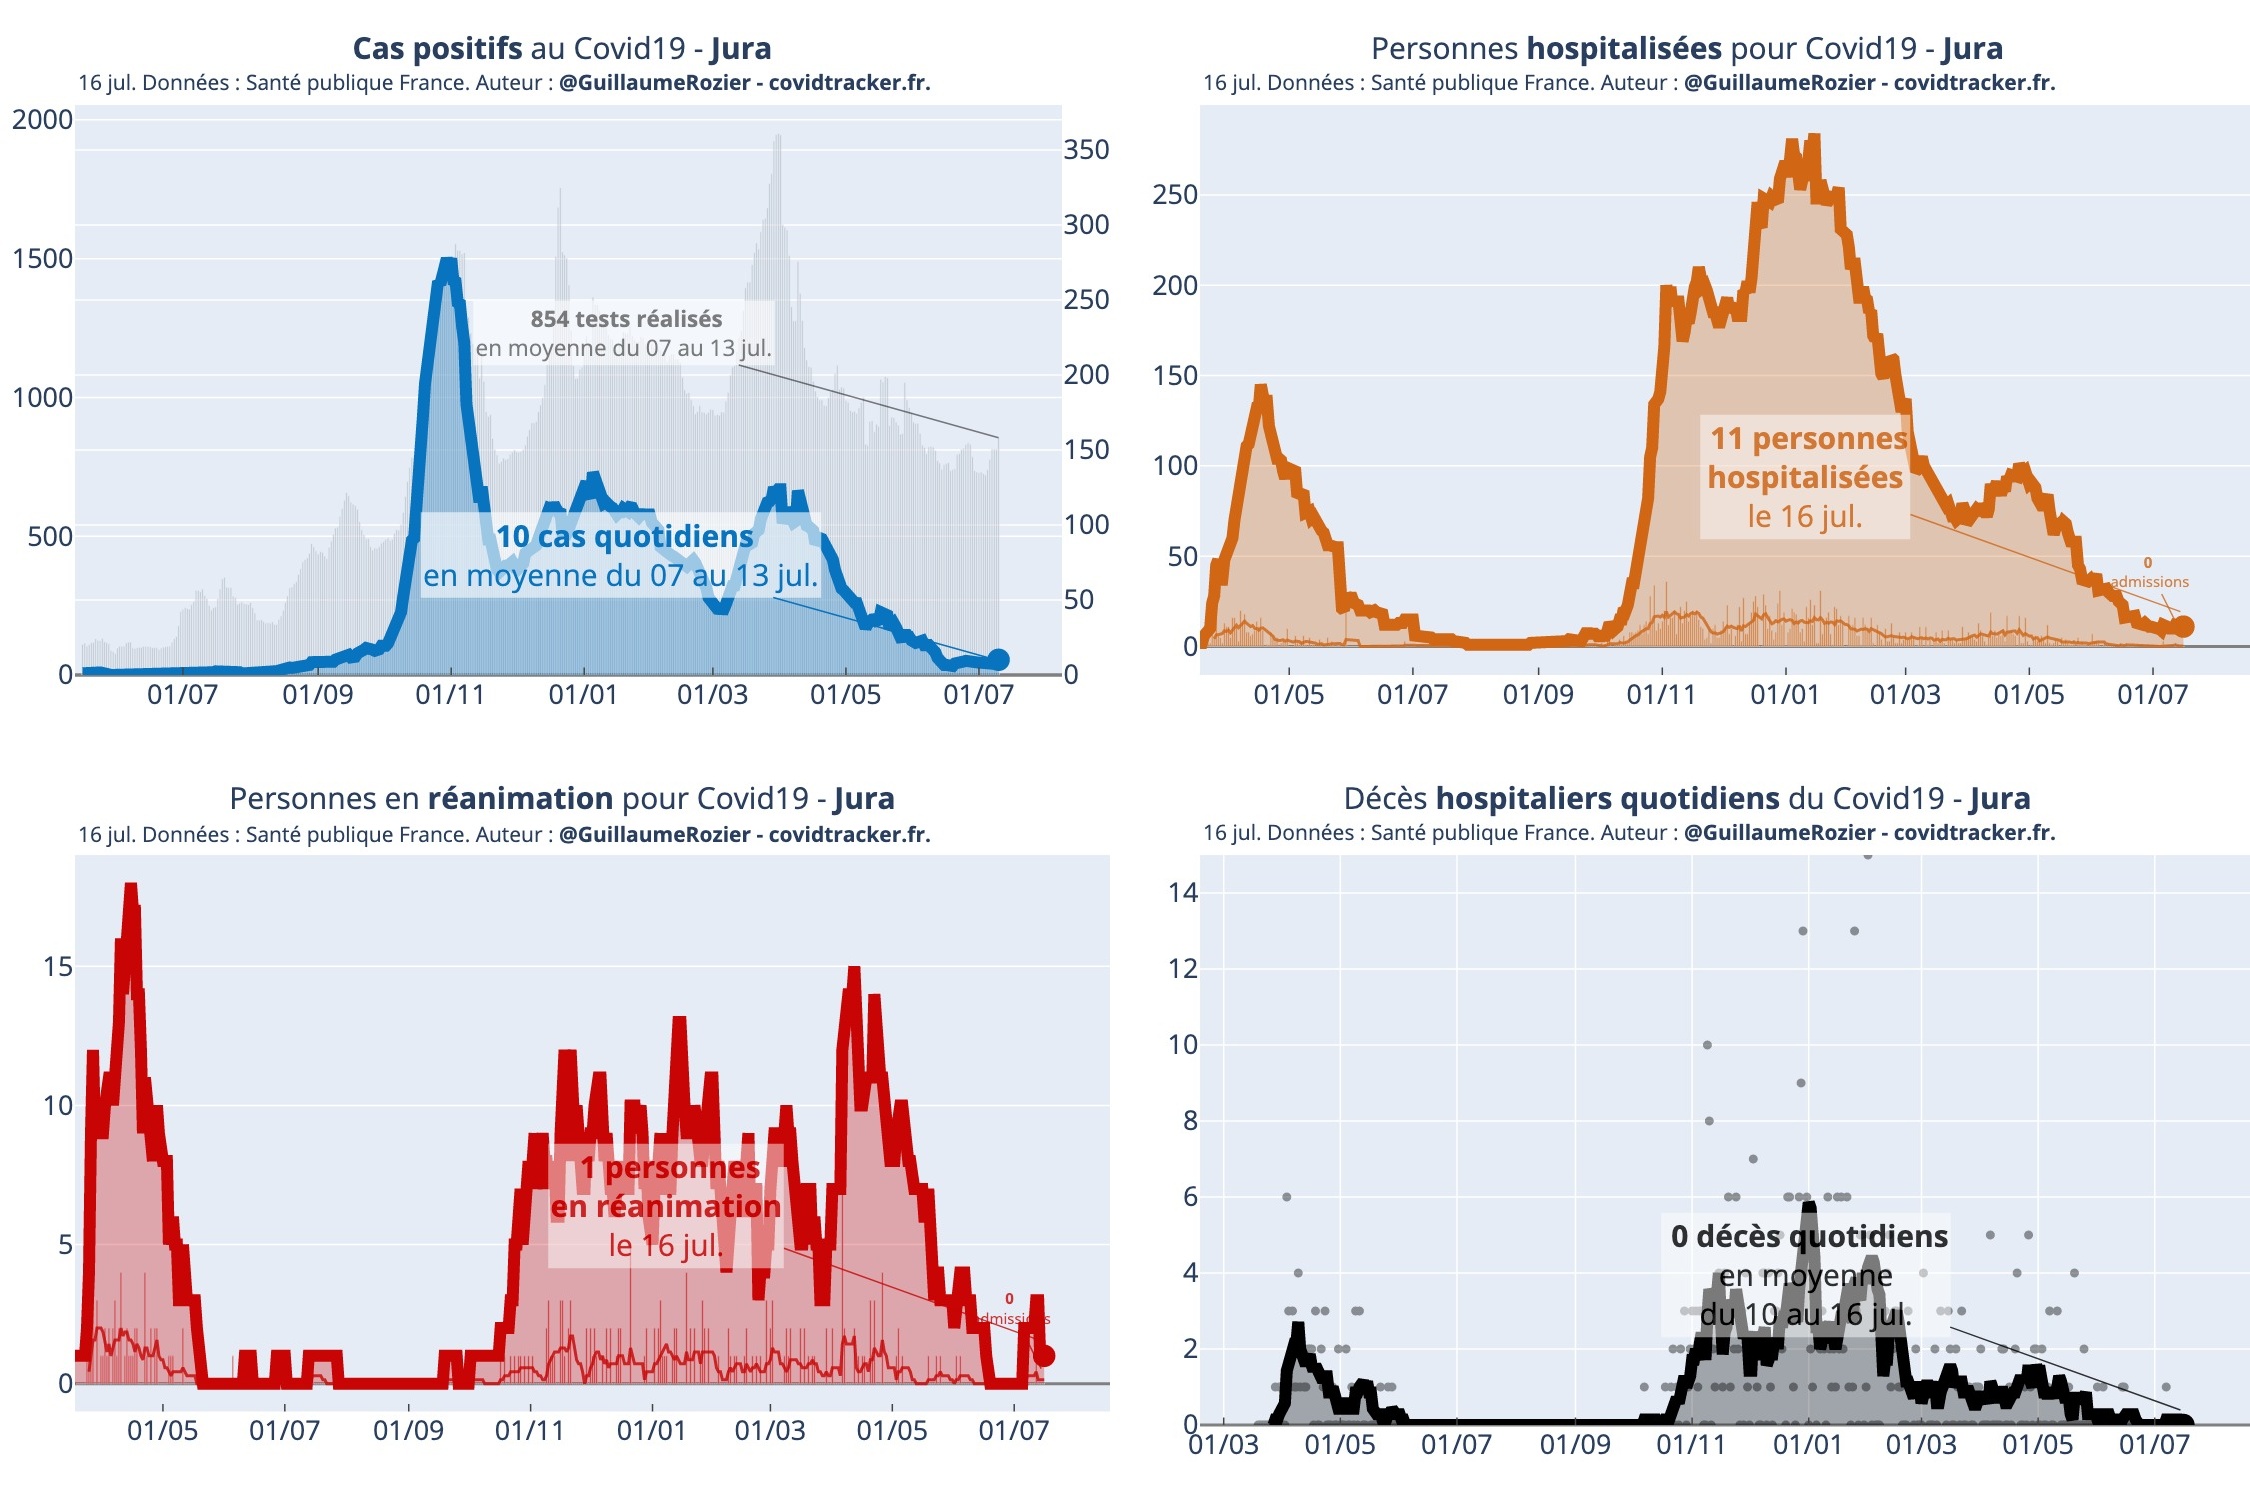 Cas positifs au Covid19 - Jura
16 jul. Données : Santé publique France. Auteur : @GuillaumeRozier - covidtracker.fr.
2000
1500
1000
500
0
350
300
250
200
150
100
50
0
854 tests réalisés
en moyenne du 07 au 13 jul.
10 cas quotidiens
en moyenne du 07 au 13 jul.
01/07 01/09 01/11 01/01 01/03 01/05 01/07
Personnes hospitalisées pour Covid19 - Jura
16 jul. Données : Santé publique France. Auteur : @GuillaumeRozier - covidtracker.fr.
250
200
150
100
50
0
11 personnes
hospitalisées
le 16 jul.
0
admissions
01/05 01/07 01/09 01/11 01/01 01/03 01/05 01/07
Personnes en réanimation pour Covid19 - Jura
16 jul. Données : Santé publique France. Auteur : @GuillaumeRozier - covidtracker.fr.
15
10
5
0
1 personnes
en réanimation
le 16 jul.
0
admissions
01/05 01/07 01/09 01/11 01/01 01/03 01/05 01/07
Décès hospitaliers quotidiens du Covid19 - Jura
16 jul. Données : Santé publique France. Auteur : @GuillaumeRozier - covidtracker.fr.
14
12
10
8
6
4
2
0
0 décès quotidiens
en moyenne
du 10 au 16 jul.
01/03 01/05 01/07 01/09 01/11 01/01 01/03 01/05 01/07